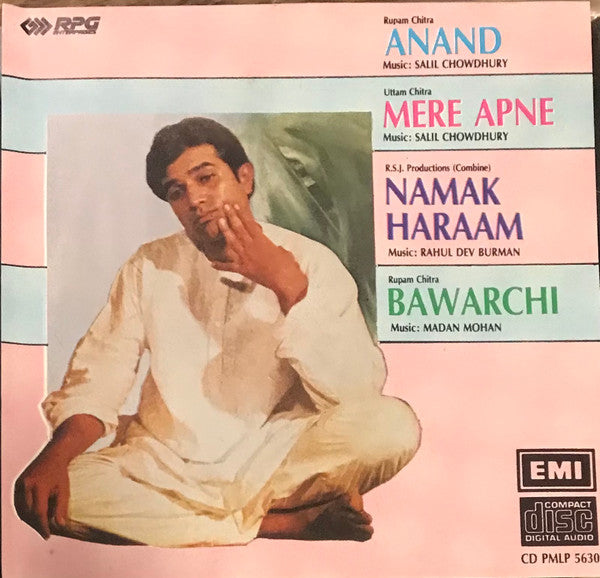 RPG
ENTERPRISES
Rupam Chitra
ANAND
Music: SALIL CHOWDHURY
Uttam Chitra
MERE APNE
Music: SALIL CHOWDHURY
R.S.J. Productions (Combine)
NAMAK
HARAAM
Music: RAHUL DEV BURMAN
Rupam Chitra
BAWARCHI
Music: MADAN MOHAN
EMI
COMPACT
disc
DIGITAL AUDIO
CD PMLP 5630